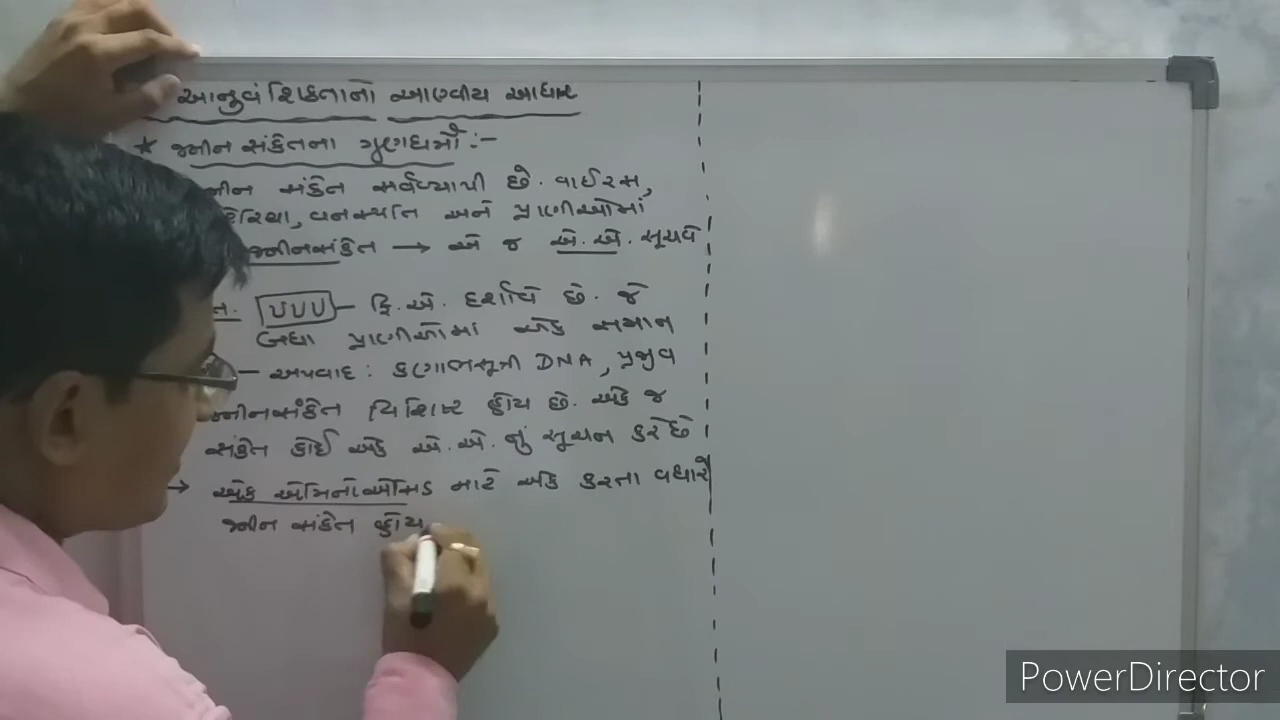 આનુવંશિકતાનો આણ્વીય આધાર
★ જનીન સંકેતના ગુણધર્મો :-
સંકેત સર્વવ્યાપી છે. વાઈરસ,
વનસ્પતિ અને પ્રાણીઓમાં
જનીનસંકેત → એ જ એ.એ. સૂચવે
UUU - ફિ.એ. દર્શાવે છે. જે
બધા પ્રાણીઓમાં એક સમાન
- અપવાદ : કણાભસૂત્રી DNA, પ્રજીવ
જનીનસંકેત વિશિષ્ટ હોય છે. એક જ
સંકેત કોઈ એક એ.એ. નું સૂચન કરે છે
→ એક એમિનોએસિડ માટે એક કરતા વધારે
જનીન સંકેત હોય
PowerDirector